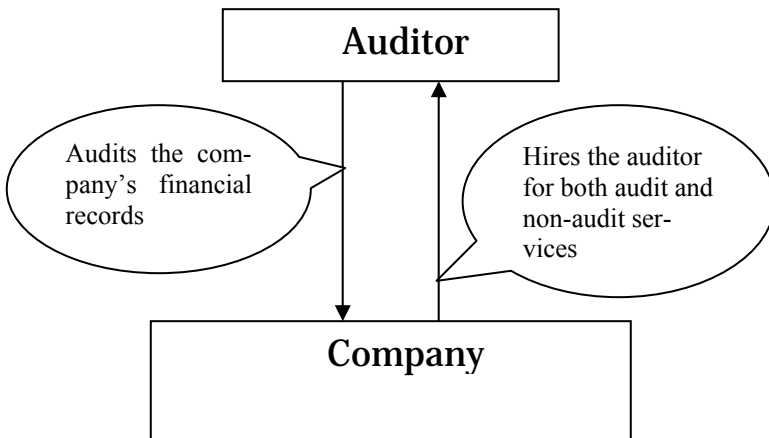 Auditor
Audits the com-
pany’s financial
records
Hires the auditor
for both audit and
non-audit ser-
vices
Company